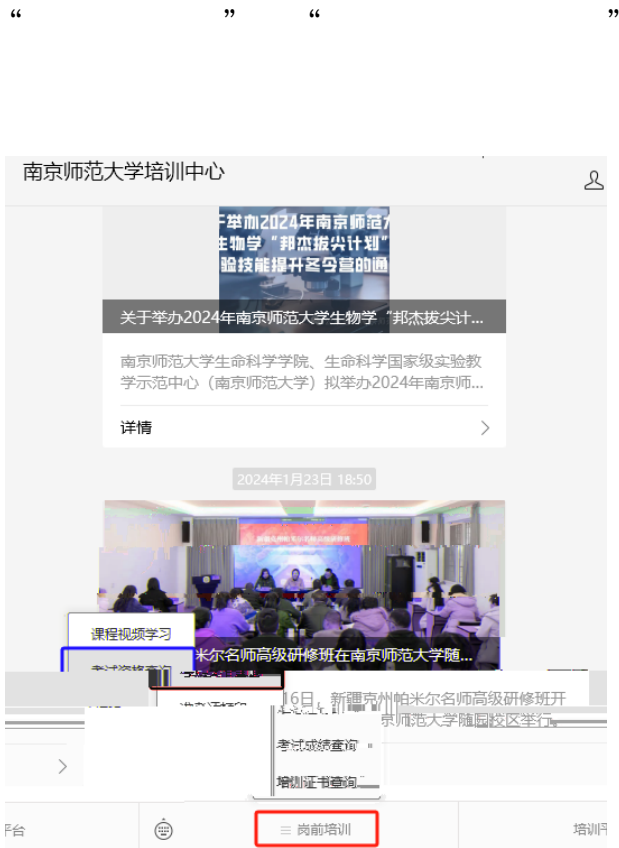 “ ” “ ”
南京师范大学培训中心
于举办2024年南京师范大
生物学“邦杰拔尖计划”
验技能提升冬令营的通
关于举办2024年南京师范大学生物学“邦杰拔尖计...
南京师范大学生命科学学院、生命科学国家级实验教
学示范中心（南京师范大学）拟举办2024年南京师...
详情
2024年1月23日 18:50
课程视频学习
考试资格查询
米尔名师高级研修班在南京师范大学随...
16日，新疆克州帕米尔名师高级研修班开
京师范大学随园校区举行。
考试成绩查询
培训证书查询
平台
岗前培训
培训平